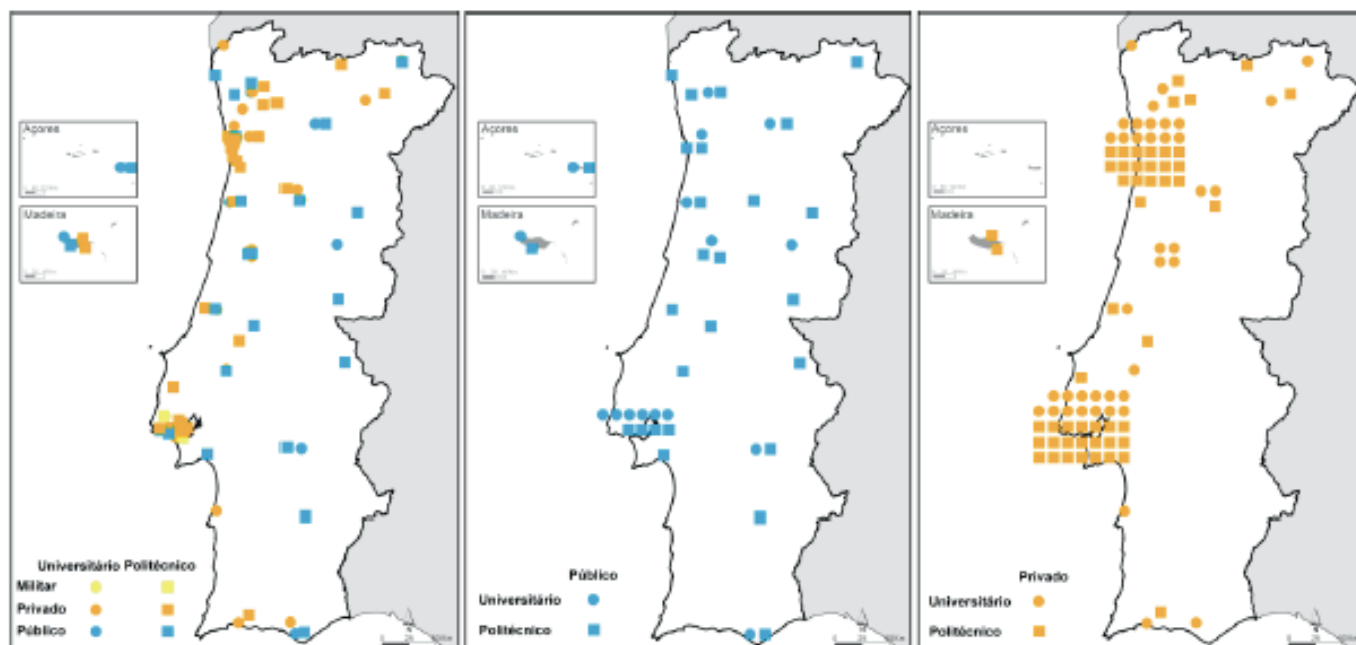 Açores
Madeira
Universitário Politécnico
Militar
Privado
Público
Açores
Madeira
Público
Universitário
Politécnico
Açores
Madeira
Privado
Universitário
Politécnico